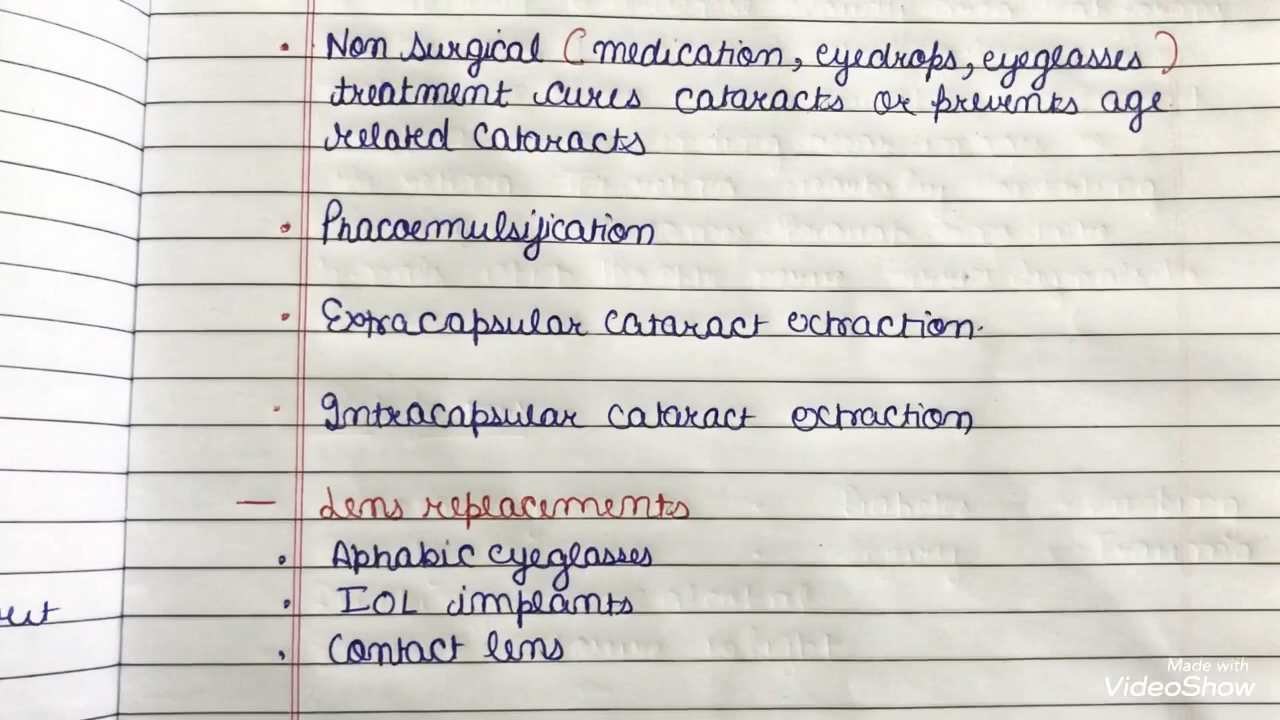 • Non surgical (medication, eyedrops, eyeglasses)
treatment cures cataracts or prevents age
related cataracts
• Phacoemulsification
• Extracapsular cataract extraction.
• Intracapsular cataract extraction
— Lens replacements
• Aphabic eyeglasses
• IOL implants
• Contact lens
Made with
VideoShow